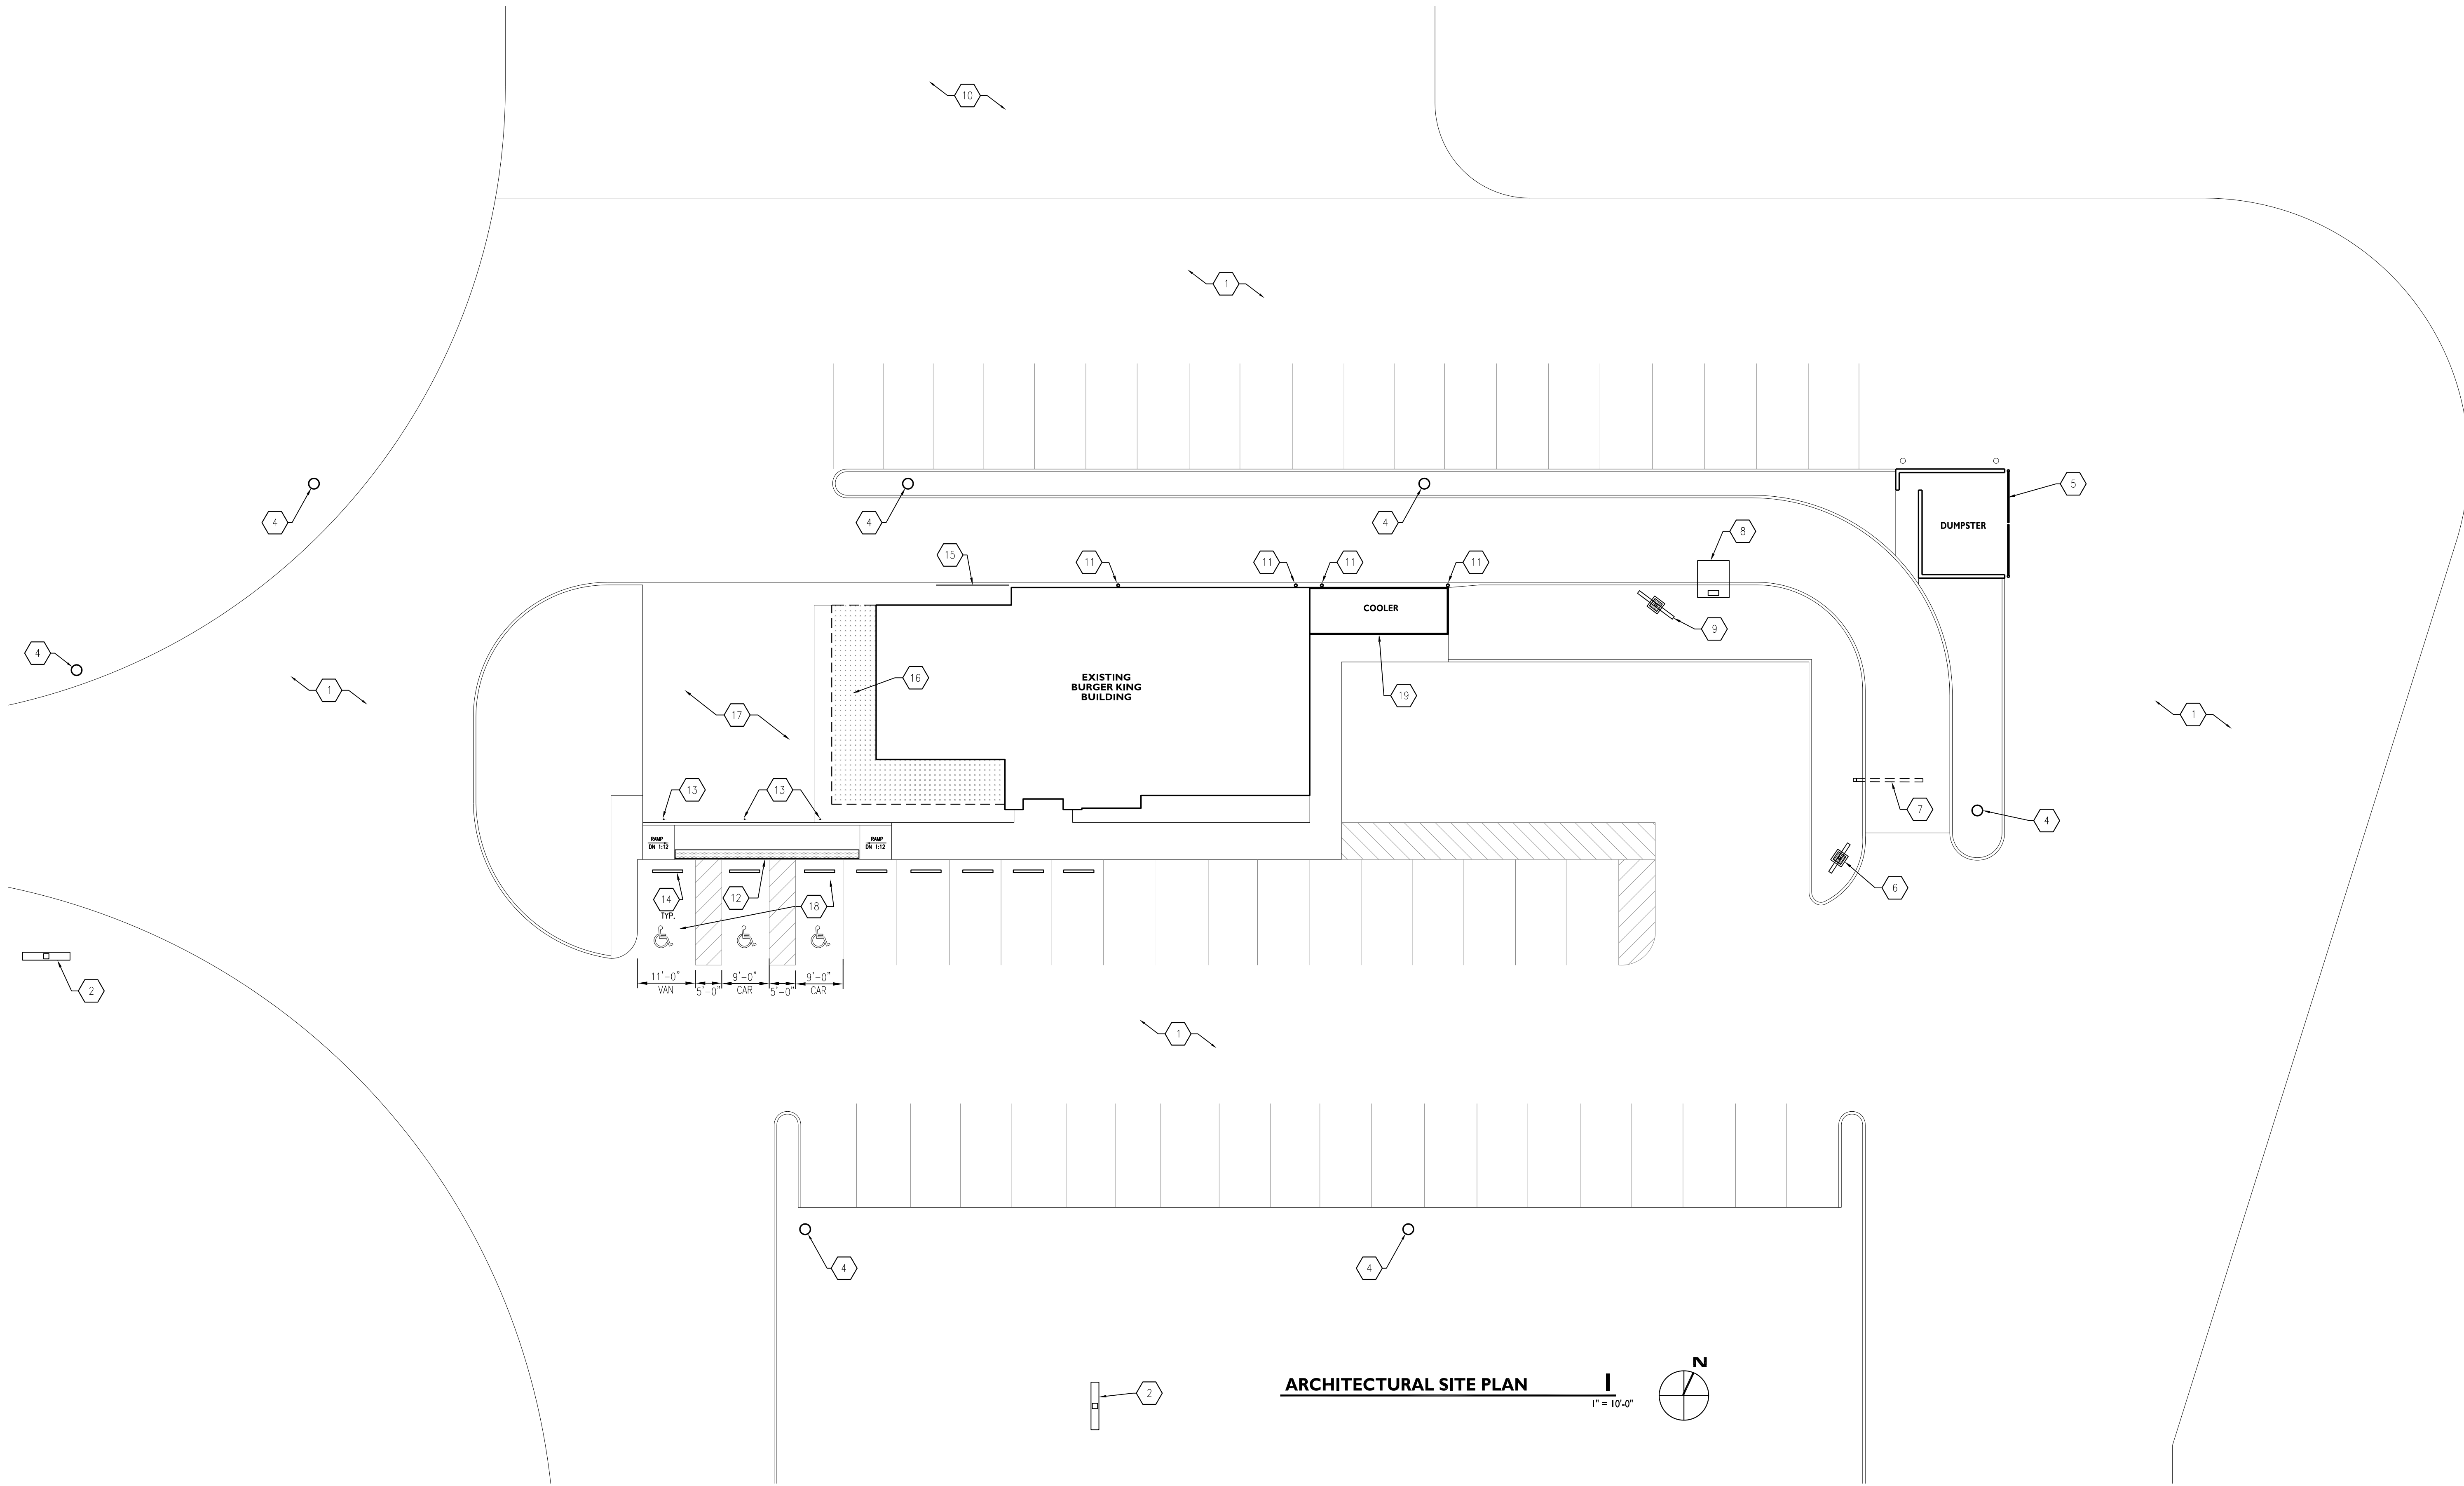 10
1
4
4
4
5
DUMPSTER
8
15
11
11
11
11
COOLER
9
4
1
16
EXISTING
BURGER KING
BUILDING
19
17
1
13
13
7
4
RAMP
DN 1:12
RAMP
DN 1:12
14
TYP.
12
18
6
11'-0"
VAN
5'-0"
9'-0"
CAR
5'-0"
9'-0"
CAR
2
1
4
4
2
ARCHITECTURAL SITE PLAN 1
1" = 10'-0"
N